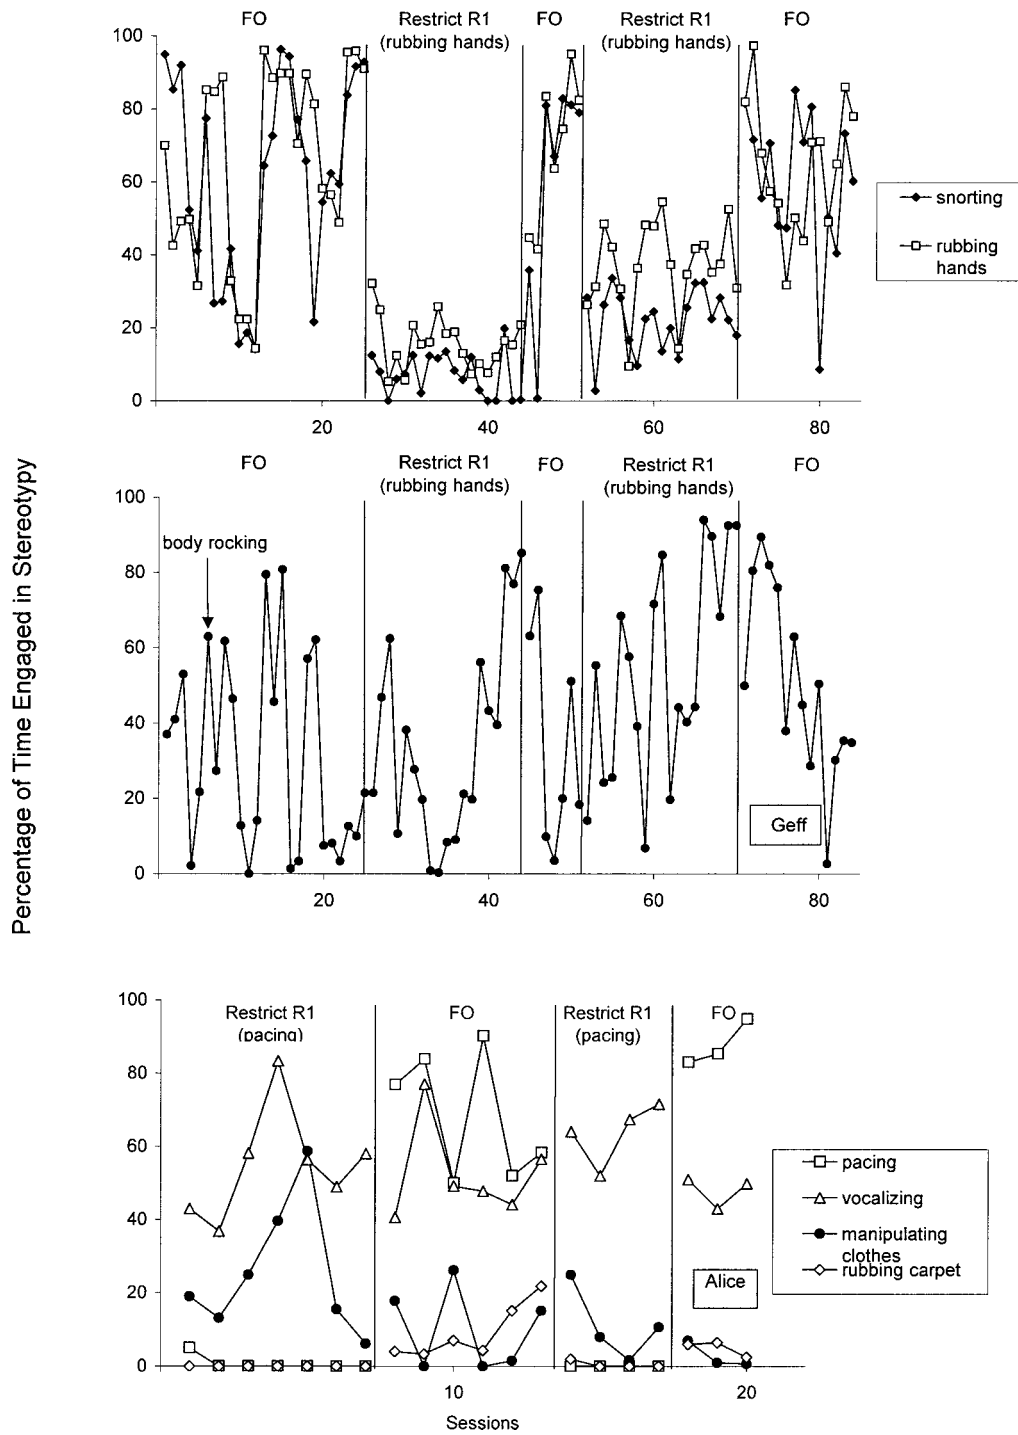 FO
Restrict R1
(rubbing hands)
FO
Restrict R1
(rubbing hands)
FO
100
80
60
40
20
0
20
40
60
80
snorting
rubbing
hands
Percentage of Time Engaged in Stereotypy
FO
Restrict R1
(rubbing hands)
FO
Restrict R1
(rubbing hands)
FO
100
80
60
40
20
0
body rocking
Geff
20
40
60
80
Restrict R1
(pacing)
FO
Restrict R1
(pacing)
FO
100
80
60
40
20
0
pacing
vocalizing
manipulating
clothes
rubbing carpet
Alice
10
20
Sessions